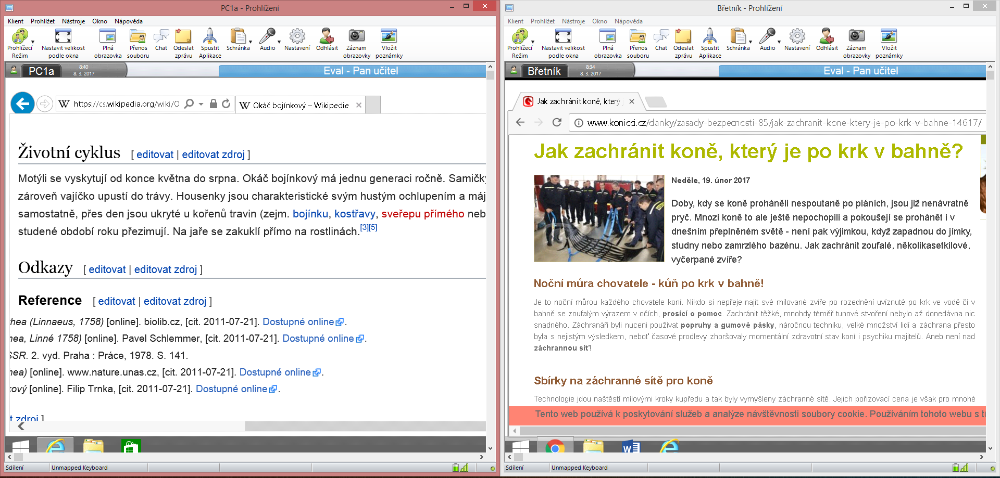 PC1a - Prohlížení
Klient Prohlížet Nástroje Okno Nápověda
Prohlížecí Režim
Nastavit velikost podle okna
Plná obrazovka
Přenos souboru
Chat
Odeslat zprávu
Spustit Aplikace
Schránka
Audio
Nastavení
Odhlásit
Záznam obrazovky
Vložit poznámky
PC1a
8:40
8. 3. 2017
Eval - Pan učitel
https://cs.wikipedia.org/wiki/O
W Okáč bojínkový – Wikipedie
Životní cyklus [ editovat | editovat zdroj ]
Motýli se vyskytují od konce května do srpna. Okáč bojínkový má jednu generaci ročně. Samičky
zároveň vajíčko upustí do trávy. Housenky jsou charakteristické svým hustým ochlupením a máj
samostatně, přes den jsou ukryté u kořenů travin (zejm. bojínku, kostřavy, sveřepu přímého neb
studené období roku přezimují. Na jaře se zakuklí přímo na rostlinách.[3][5]
Odkazy [ editovat | editovat zdroj ]
Reference [ editovat | editovat zdroj ]
hea (Linnaeus, 1758) [online]. biolib.cz, [cit. 2011-07-21]. Dostupné online.
nea, Linné 1758) [online]. Pavel Schlemmer, [cit. 2011-07-21]. Dostupné online.
SSR. 2. vyd. Praha : Práce, 1978. S. 141.
nea) [online]. www.nature.unas.cz, [cit. 2011-07-21]. Dostupné online.
kový [online]. Filip Trnka, [cit. 2011-07-21]. Dostupné online.
t zdroj ]
Sdílení
Unmapped Keyboard
Břetník - Prohlížení
Klient Prohlížet Nástroje Okno Nápověda
Prohlížecí Režim
Nastavit velikost podle okna
Plná obrazovka
Přenos souboru
Chat
Odeslat zprávu
Spustit Aplikace
Schránka
Audio
Nastavení
Odhlásit
Záznam obrazovky
Vložit poznámky
Břetník
8:34
8. 3. 2017
Eval - Pan učitel
Jak zachránit koně, který
www.konicci.cz/danky/zasady-bezpecnosti-85/jak-zachranit-kone-ktery-je-po-krk-v-bahne-14617/
Jak zachránit koně, který je po krk v bahně?
Neděle, 19. únor 2017
Doby, kdy se koně proháněli nespoutaně po pláních, jsou již nenávratně
pryč. Mnozí koně to ale ještě nepochopili a pokoušejí se prohánět i v
dnešním přeplněném světě - není pak výjimkou, když zapadnou do jímky,
studny nebo zamrzlého bazénu. Jak zachránit zoufalé, několikasetkilové,
vyčerpané zvíře?
Noční můra chovatele - kůň po krk v bahně!
Je to noční můrou každého chovatele koní. Nikdo si nepřeje najít své milované zvíře po rozednění uvíznuté po krk ve vodě či v
bahně se zoufalým výrazem v očích, prosící o pomoc. Zachránit těžké, mnohdy téměř tunové stvoření nebylo až donedávna nic
snadného. Záchranáři byli nuceni používat popruhy a gumové pásky, náročnou techniku, velké množství lidí a záchrana přesto
byla s nejistým výsledkem, neboť časové prodlevy zhoršovaly momentální zdravotní stav koní i psychiku majitelů. Aneb není nad
záchrannou síť!
Sbírky na záchranné sítě pro koně
Technologie jdou naštěstí mílovými kroky kupředu a tak byly vymyšleny záchranné sítě. Jejich pořizovací cena je však pro mnohé
Tento web používá k poskytování služeb a analýze návštěvnosti soubory cookie. Používáním tohoto webu s tí
Sdílení
Unmapped Keyboard